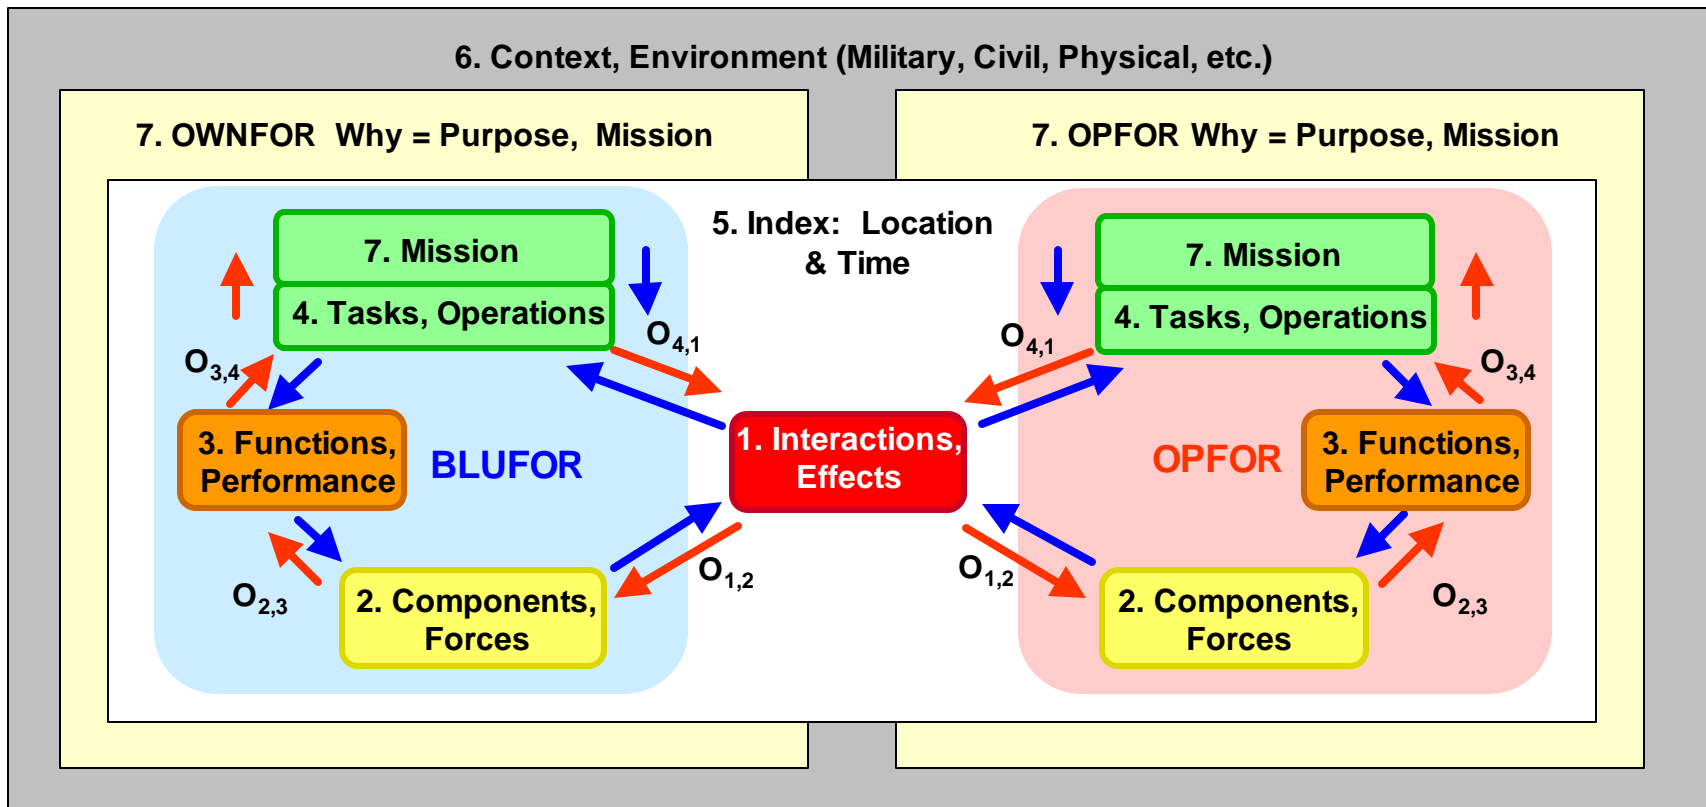 6. Context, Environment (Military, Civil, Physical, etc.)
7. OWNFOR Why = Purpose, Mission
7. OPFOR Why = Purpose, Mission
5. Index: Location
& Time
7. Mission
4. Tasks, Operations
O4,1
O3,4
3. Functions,
Performance
BLUFOR
O2,3
2. Components,
Forces
O1,2
1. Interactions,
Effects
7. Mission
4. Tasks, Operations
O4,1
O3,4
OPFOR
3. Functions,
Performance
O1,2
2. Components,
Forces
O2,3